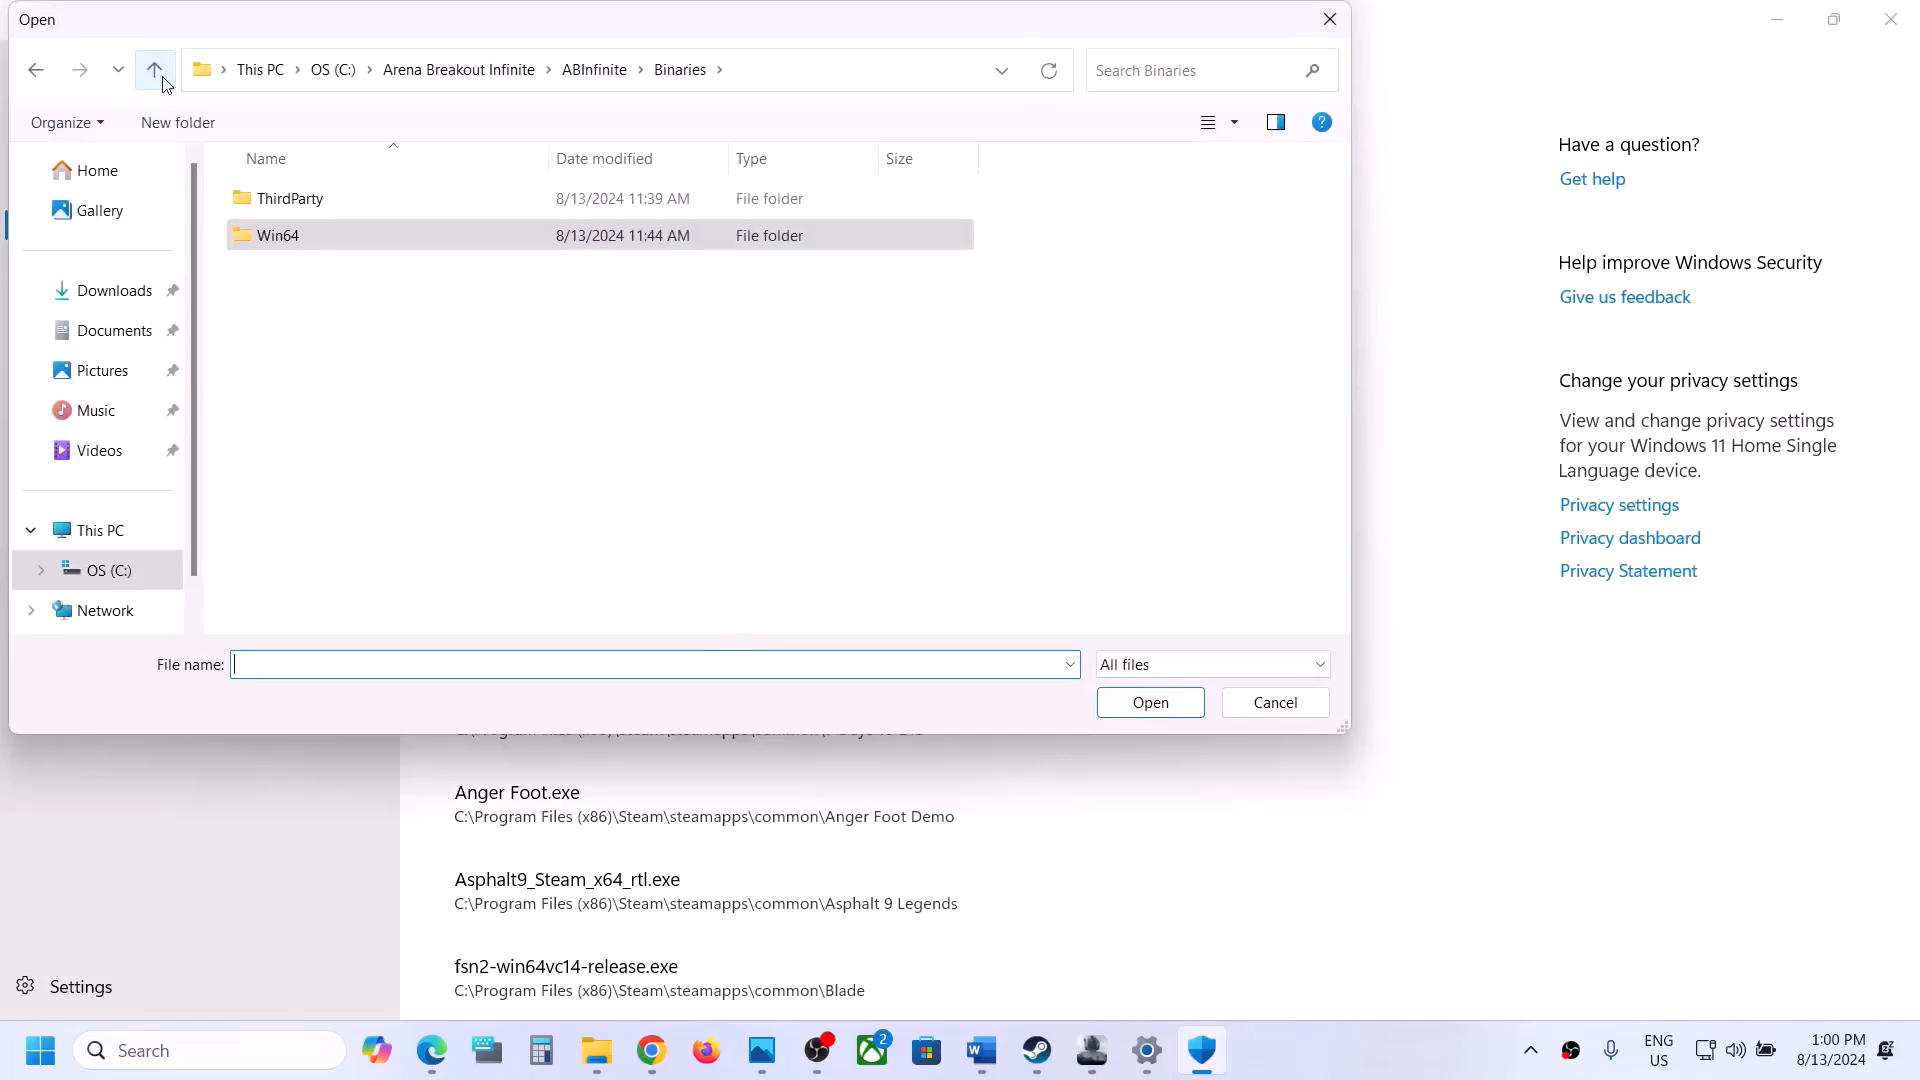 Open
This PC > OS (C:) > Arena Breakout Infinite > ABInfinite > Binaries >
Search Binaries
Organize
New folder
Name
Date modified
Type
Size
ThirdParty
8/13/2024 11:39 AM
File folder
Win64
8/13/2024 11:44 AM
File folder
Home
Gallery
Downloads
Documents
Pictures
Music
Videos
This PC
OS (C:)
Network
File name:
All files
Open
Cancel
Have a question?
Get help
Help improve Windows Security
Give us feedback
Change your privacy settings
View and change privacy settings
for your Windows 11 Home Single
Language device.
Privacy settings
Privacy dashboard
Privacy Statement
Anger Foot.exe
C:\Program Files (x86)\Steam\steamapps\common\Anger Foot Demo
Asphalt9_Steam_x64_rtl.exe
C:\Program Files (x86)\Steam\steamapps\common\Asphalt 9 Legends
fsn2-win64vc14-release.exe
C:\Program Files (x86)\Steam\steamapps\common\Blade
Settings
Search
2
ENG
US
1:00 PM
8/13/2024